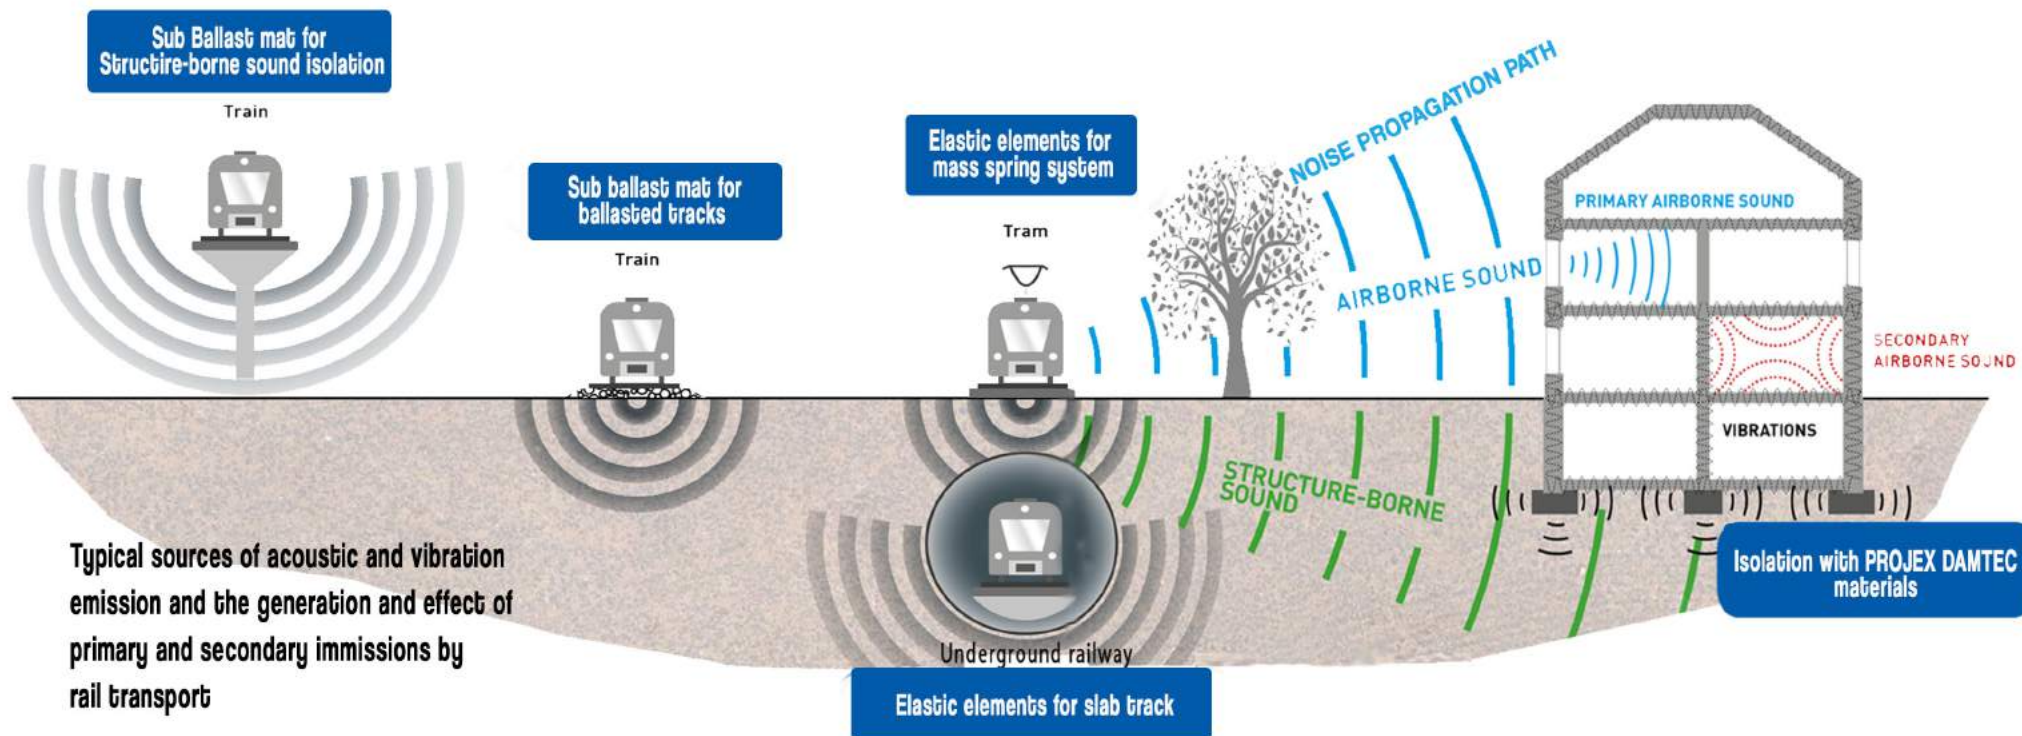 Sub Ballast mat for
Structire-borne sound isolation
Train
Sub ballast mat for
ballasted tracks
Train
Elastic elements for
mass spring system
Tram
NOISE PROPAGATION PATH
AIRBORNE SOUND
PRIMARY AIRBORNE SOUND
SECONDARY
AIRBORNE SOUND
VIBRATIONS
STRUCTURE-BORNE
SOUND
Isolation with PROJEX DAMTEC
materials
Typical sources of acoustic and vibration
emission and the generation and effect of
primary and secondary immissions by
rail transport
Underground railway
Elastic elements for slab track